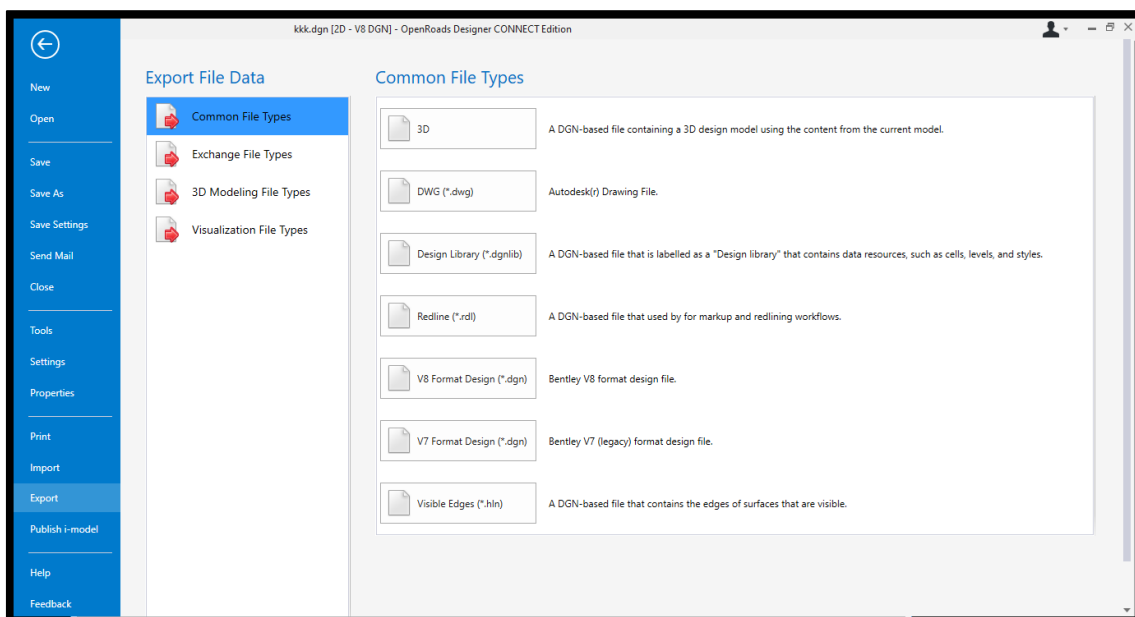 kkk.dgn [2D - V8 DGN] - OpenRoads Designer CONNECT Edition
New
Open
Save
Save As
Save Settings
Send Mail
Close
Tools
Settings
Properties
Print
Import
Export
Publish i-model
Help
Feedback
Export File Data
Common File Types
Exchange File Types
3D Modeling File Types
Visualization File Types
Common File Types
3D A DGN-based file containing a 3D design model using the content from the current model.
DWG (*.dwg) Autodesk(r) Drawing File.
Design Library (*.dgnlib) A DGN-based file that is labelled as a "Design library" that contains data resources, such as cells, levels, and styles.
Redline (*.rdl) A DGN-based file that used by for markup and redlining workflows.
V8 Format Design (*.dgn) Bentley V8 format design file.
V7 Format Design (*.dgn) Bentley V7 (legacy) format design file.
Visible Edges (*.hln) A DGN-based file that contains the edges of surfaces that are visible.